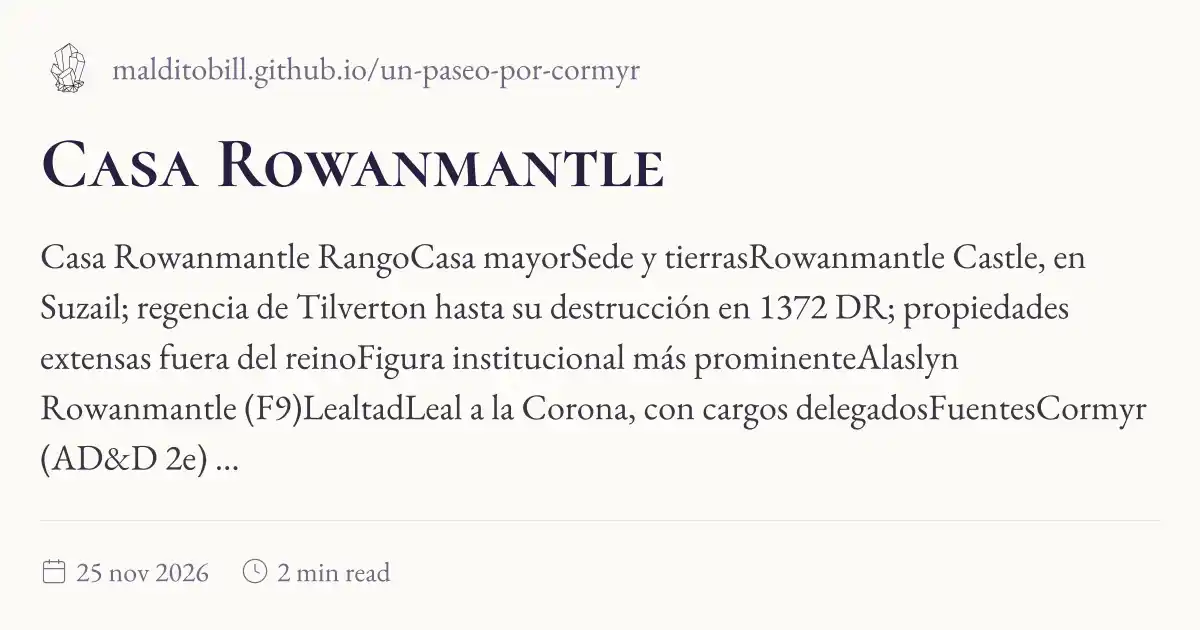 malditobill.github.io/un-paseo-por-cormyr
Casa Rowanmantle
Casa Rowanmantle RangoCasa mayorSede y tierrasRowanmantle Castle, en
Suzail; regencia de Tilverton hasta su destrucción en 1372 DR; propiedades
extensas fuera del reinoFigura institucional más prominenteAlaslyn
Rowanmantle (F9)LealtadLeal a la Corona, con cargos delegadosFuentesCormyr
(AD&D 2e) ...
25 nov 2026 2 min read